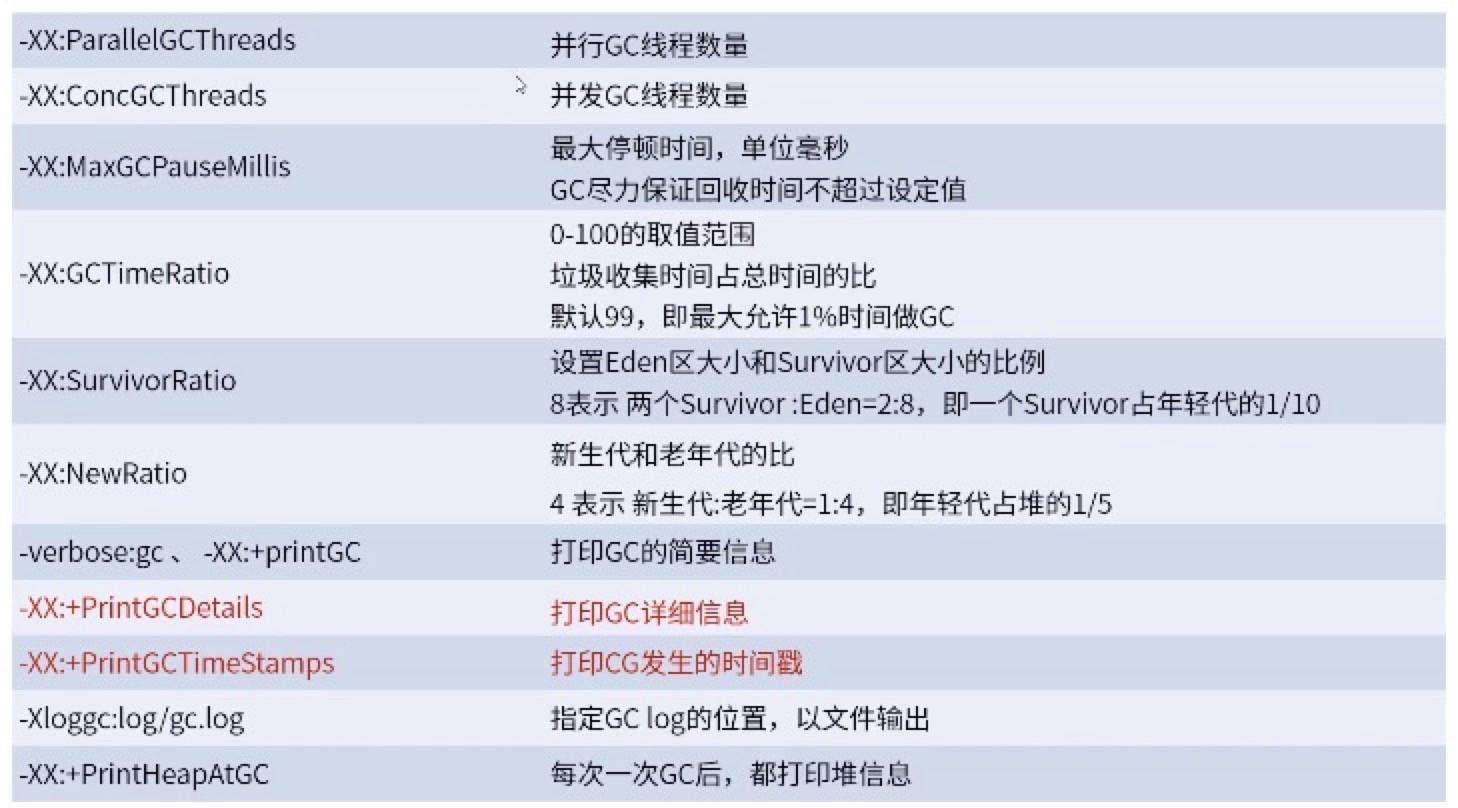 -XX:ParallelGCThreads 并行GC线程数量
-XX:ConcGCThreads 并发GC线程数量
-XX:MaxGCPauseMillis
最大停顿时间，单位毫秒
GC尽力保证回收时间不超过设定值
-XX:GCTimeRatio
0-100的取值范围
垃圾收集时间占总时间的比
默认99，即最大允许1%时间做GC
-XX:SurvivorRatio
设置Eden区大小和Survivor区大小的比例
8表示 两个Survivor :Eden=2:8，即一个Survivor占年轻代的1/10
-XX:NewRatio
新生代和老年代的比
4 表示 新生代:老年代=1:4，即年轻代占堆的1/5
-verbose:gc 、 -XX:+printGC 打印GC的简要信息
-XX:+PrintGCDetails 打印GC详细信息
-XX:+PrintGCTimeStamps 打印CG发生的时间戳
-Xloggc:log/gc.log 指定GC log的位置，以文件输出
-XX:+PrintHeapAtGC 每次一次GC后，都打印堆信息